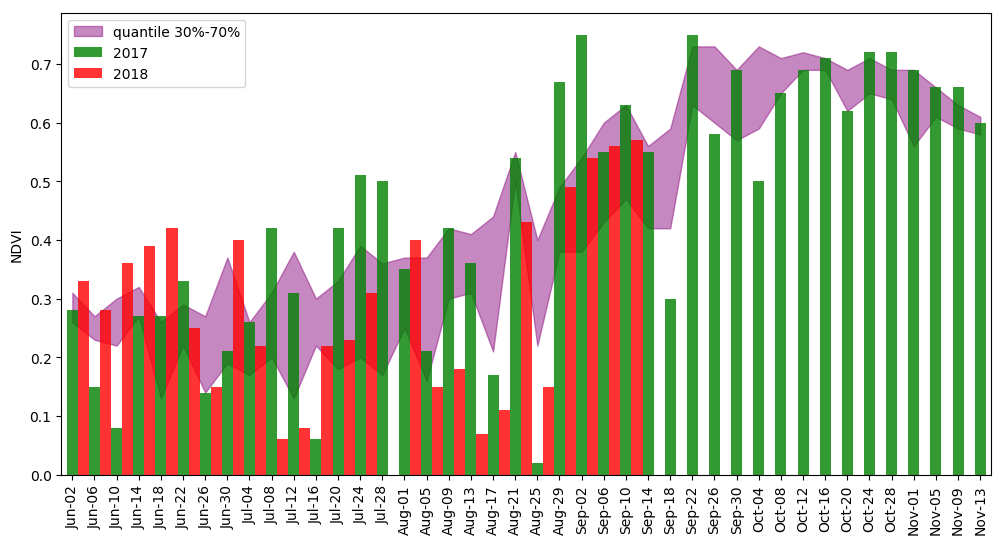 quantile 30%-70%
2017
2018
NDVI
0.7
0.6
0.5
0.4
0.3
0.2
0.1
0.0
Jun-02
Jun-06
Jun-10
Jun-14
Jun-18
Jun-22
Jun-26
Jun-30
Jul-04
Jul-08
Jul-12
Jul-16
Jul-20
Jul-24
Jul-28
Aug-01
Aug-05
Aug-09
Aug-13
Aug-17
Aug-21
Aug-25
Aug-29
Sep-02
Sep-06
Sep-10
Sep-14
Sep-18
Sep-22
Sep-26
Sep-30
Oct-04
Oct-08
Oct-12
Oct-16
Oct-20
Oct-24
Oct-28
Nov-01
Nov-05
Nov-09
Nov-13